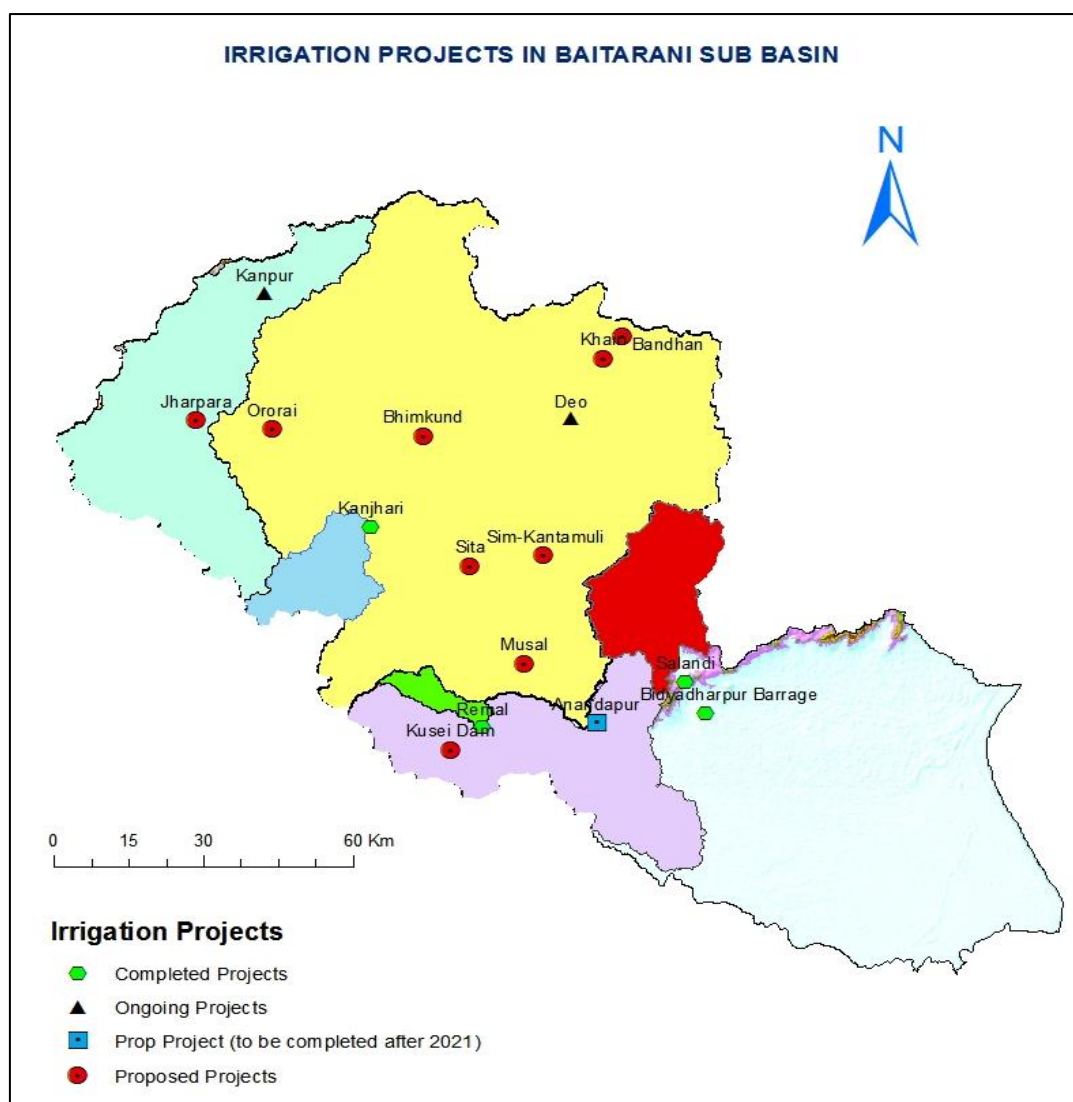 IRRIGATION PROJECTS IN BAITARANI SUB BASIN
N
Kanpur
Bandhan
Deo
Jharpara
Ororai
Bhimkund
Kanjhari
Sim-Kantamuli
Sita
Musal
Salandi
Bidyadharpur Barrage
Remal
Anandapur
Kusei Dam
0 15 30 60 Km
Irrigation Projects
Completed Projects
Ongoing Projects
Prop Project (to be completed after 2021)
Proposed Projects